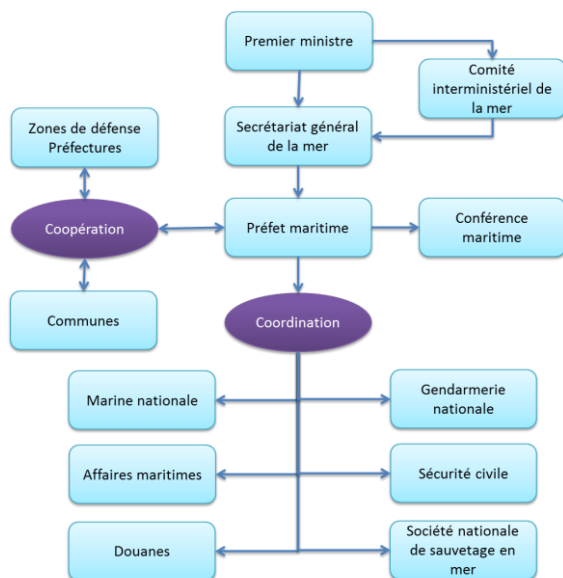 Premier ministre
Comité
interministériel de
la mer
Zones de défense
Préfectures
Secrétariat général
de la mer
Coopération
Préfet maritime
Conférence
maritime
Communes
Coordination
Marine nationale
Gendarmerie
nationale
Affaires maritimes
Sécurité civile
Douanes
Société nationale
de sauvetage en
mer